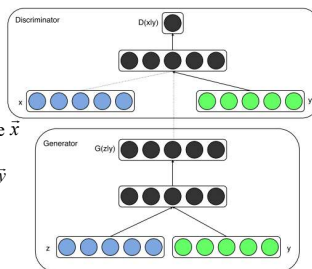 Discriminator
D(x|y)
x
y
e x⃗
Generator
G(z|y)
y⃗
z
y